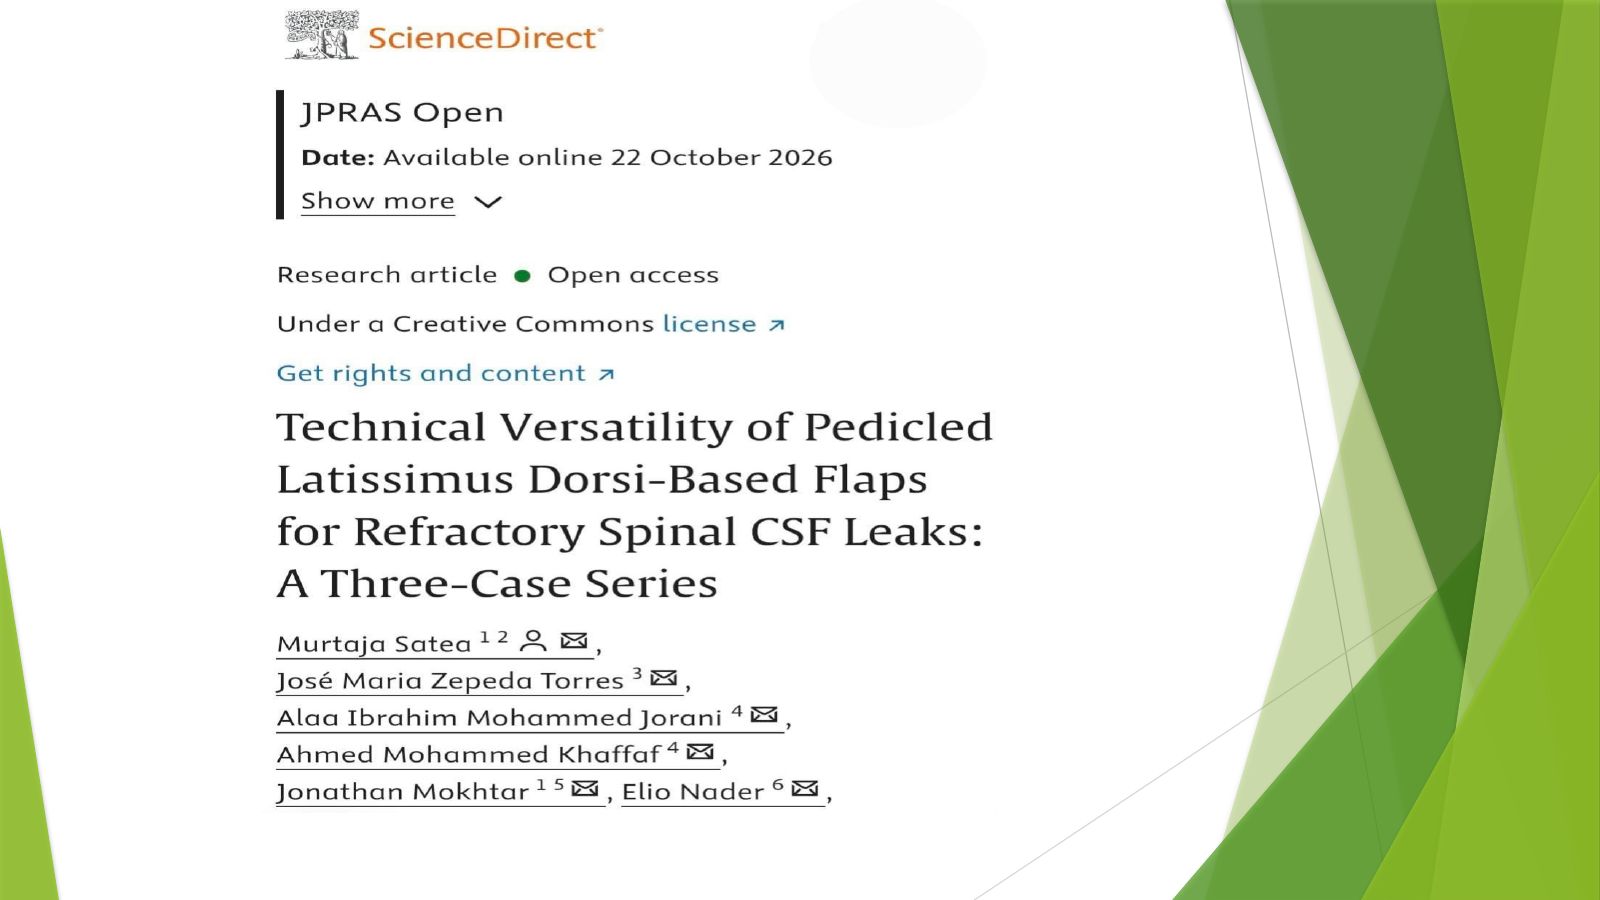 ScienceDirect®
JPRAS Open
Date: Available online 22 October 2026
Show more
Research article ● Open access
Under a Creative Commons license ↗
Get rights and content ↗
Technical Versatility of Pedicled
Latissimus Dorsi-Based Flaps
for Refractory Spinal CSF Leaks:
A Three-Case Series
Murtaja Satea 1 2 ,
José Maria Zepeda Torres 3 ,
Alaa Ibrahim Mohammed Jorani 4 ,
Ahmed Mohammed Khaffaf 4 ,
Jonathan Mokhtar 1 5 , Elio Nader 6 ,